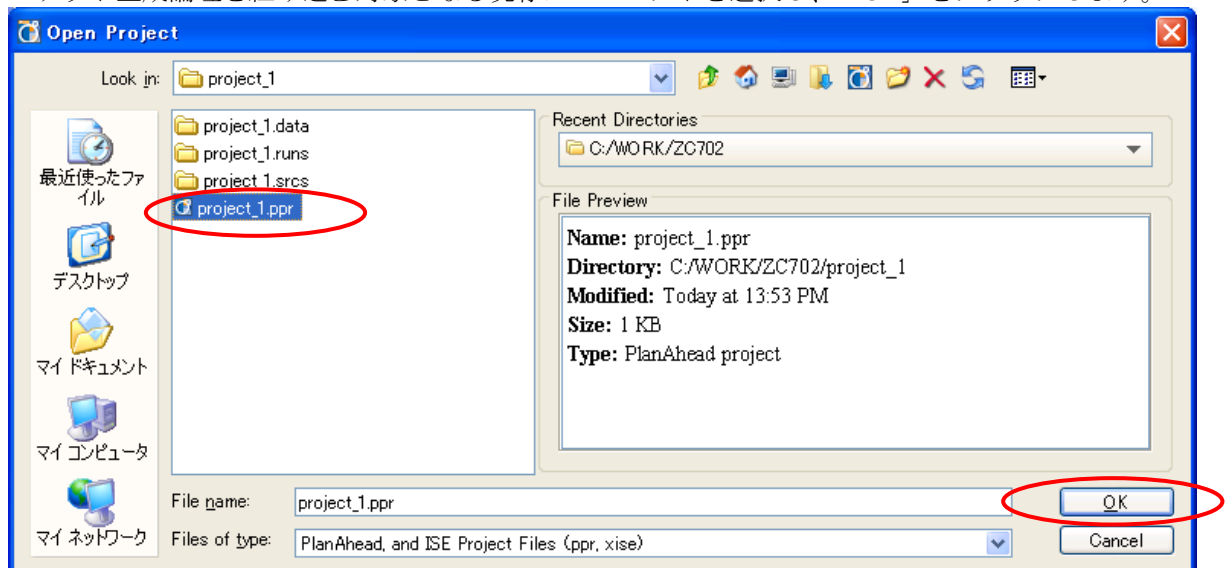 Open Project
Look in:
project_1
最近使ったファ
イル
デスクトップ
マイ ドキュメント
マイ コンピュータ
マイ ネットワーク
project_1.data
project_1.runs
project_1.srcs
project_1.ppr
Recent Directories
C:/WORK/ZC702
File Preview
Name: project_1.ppr
Directory: C:/WORK/ZC702/project_1
Modified: Today at 13:53 PM
Size: 1 KB
Type: PlanAhead project
File name:
project_1.ppr
OK
Files of type:
PlanAhead, and ISE Project Files (ppr, xise)
Cancel